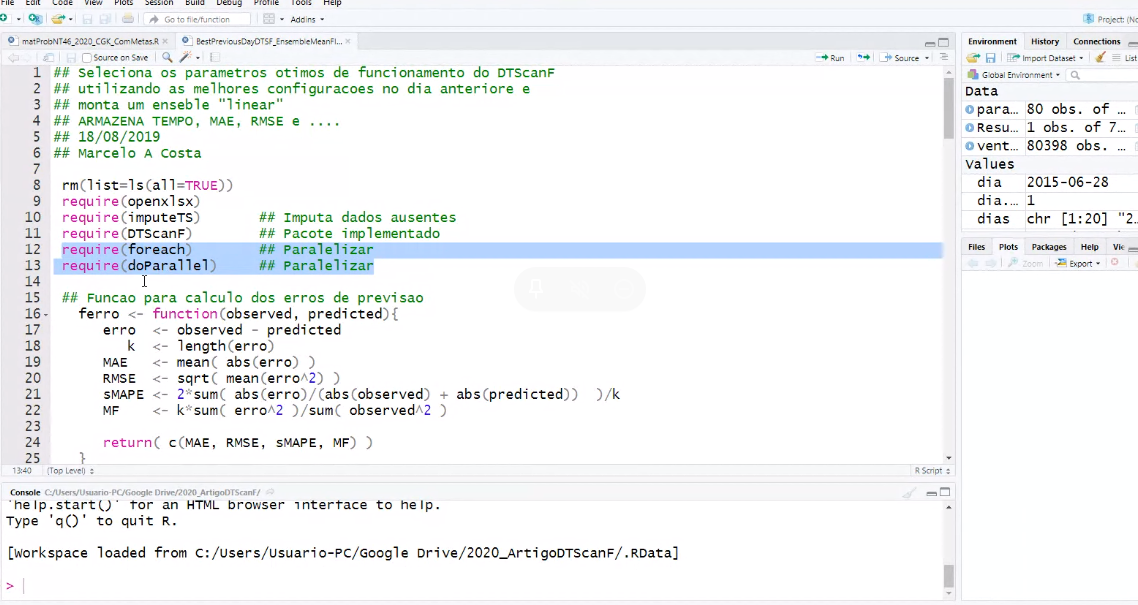 File Edit Code View Plots Session Build Debug Profile Tools Help
Go to file/function Addins Project: (No
matProbNT46_2020_CGK_ComMetas.R BestPreviousDayDTSF_EnsembleMeanFl...
Source on Save Run Source
1 ## Seleciona os parametros otimos de funcionamento do DTScanF
2 ## utilizando as melhores configuracoes no dia anteriore e
3 ## monta um enseble "linear"
4 ## ARMAZENA TEMPO, MAE, RMSE e ....
5 ## 18/08/2019
6 ## Marcelo A Costa
7
8 rm(list=ls(all=TRUE))
9 require(openxlsx)
10 require(imputeTS) ## Imputa dados ausentes
11 require(DTScanF) ## Pacote implementado
12 require(foreach) ## Paralelizar
13 require(doParallel) ## Paralelizar
14
15 ## Funcao para calculo dos erros de previsao
16 ferro <- function(observed, predicted){
17 erro <- observed - predicted
18 k <- length(erro)
19 MAE <- mean( abs(erro) )
20 RMSE <- sqrt( mean(erro^2) )
21 sMAPE <- 2*sum( abs(erro)/(abs(observed) + abs(predicted)) )/k
22 MF <- k*sum( erro^2 )/sum( observed^2 )
23
24 return( c(MAE, RMSE, sMAPE, MF) )
25 }
13:40 (Top Level) R Script
Console C:/Users/Usuario-PC/Google Drive/2020_ArtigoDTScanF/
'help.start()' for an HTML browser interface to help.
Type 'q()' to quit R.
[Workspace loaded from C:/Users/Usuario-PC/Google Drive/2020_ArtigoDTScanF/.RData]
>
Environment History Connections
Import Dataset List
Global Environment
Data
para... 80 obs. of
Resu... 1 obs. of 7...
vent... 80398 obs.
Values
dia 2015-06-28
dia.... 1
dias chr [1:20] "2...
Files Plots Packages Help Vie
Zoom Export